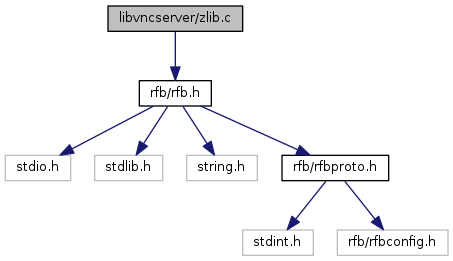 libvncserver/zlib.c
rfb/rfb.h
stdio.h
stdlib.h
string.h
rfb/rfbproto.h
stdint.h
rfb/rfbconfig.h